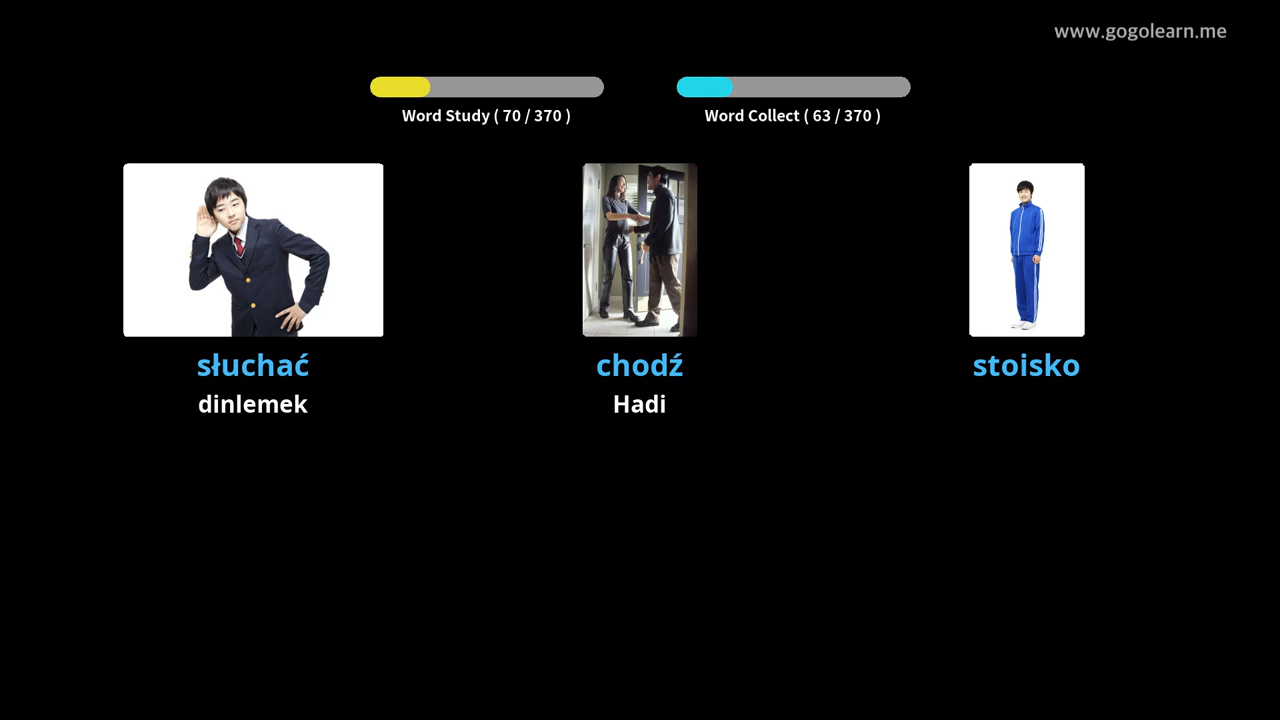 www.gogolearn.me
Word Study ( 70 / 370 )
Word Collect ( 63 / 370 )
słuchać
dinlemek
chodź
Hadi
stoisko